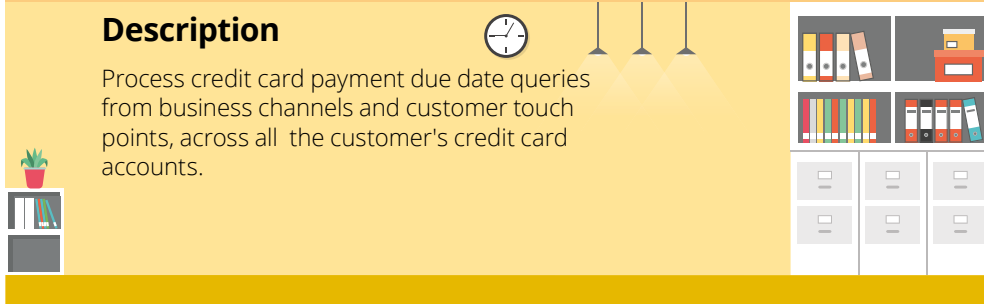 Description
Process credit card payment due date queries
from business channels and customer touch
points, across all  the customer's credit card
accounts.